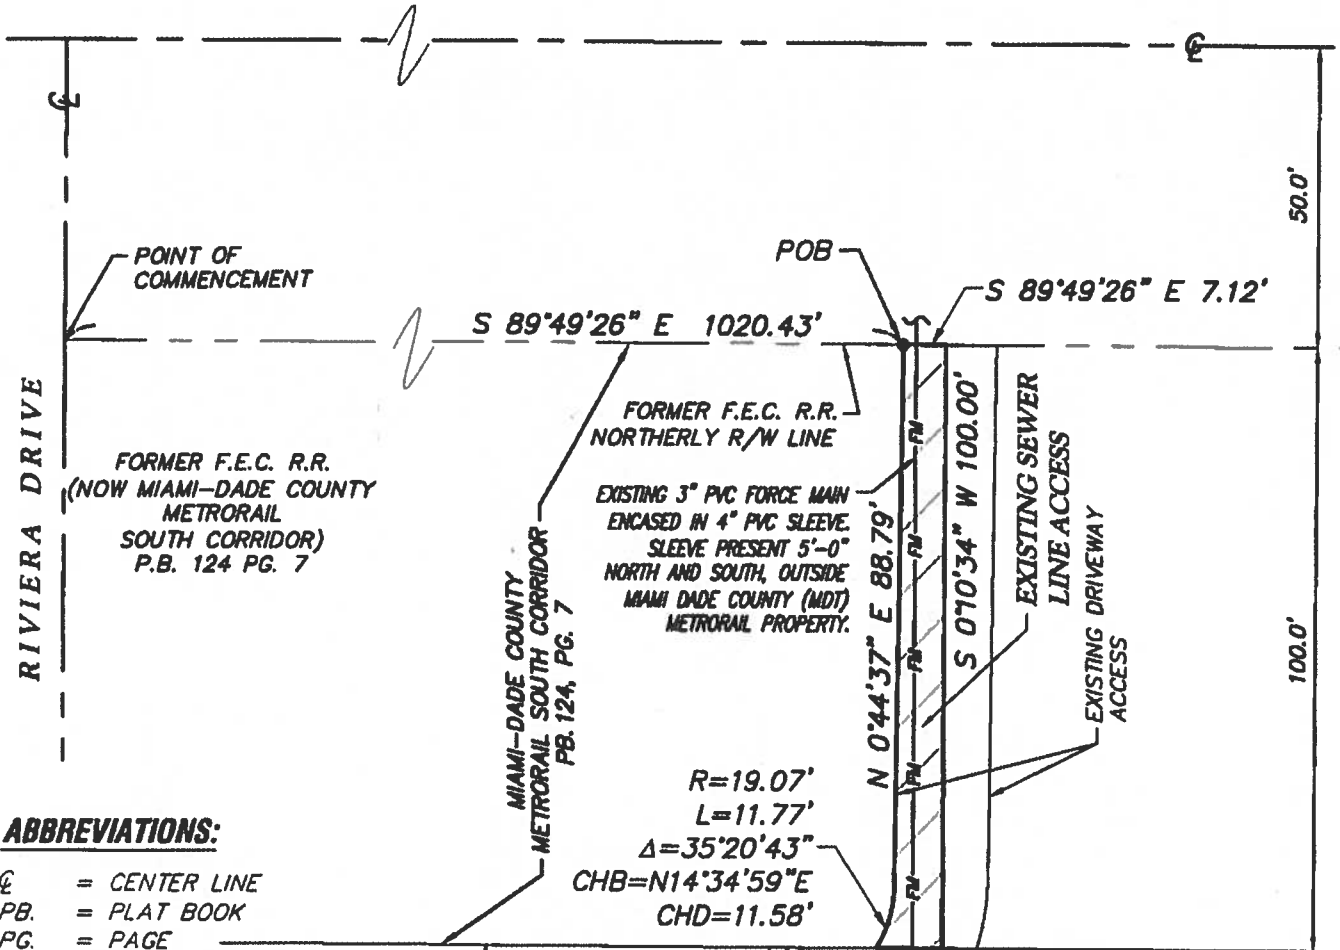 ℄
℄
50.0'
POINT OF
COMMENCEMENT
POB
S 89°49'26" E 7.12'
S 89°49'26" E 1020.43'
RIVIERA DRIVE
FORMER F.E.C. R.R.
(NOW MIAMI-DADE COUNTY
METRORAIL
SOUTH CORRIDOR)
P.B. 124 PG. 7
FORMER F.E.C. R.R.
NORTHERLY R/W LINE
EXISTING 3" PVC FORCE MAIN
ENCASED IN 4" PVC SLEEVE.
SLEEVE PRESENT 5'-0"
NORTH AND SOUTH, OUTSIDE
MIAMI DADE COUNTY (MDT)
METRORAIL PROPERTY.
MIAMI-DADE COUNTY
METRORAIL SOUTH CORRIDOR
PB. 124, PG. 7
N 0°44'37" E 88.79'
FM
FM
FM
FM
FM
S 0°10'34" W 100.00'
EXISTING SEWER
LINE ACCESS
EXISTING DRIVEWAY
ACCESS
100.0'
R=19.07'
L=11.77'
Δ=35°20'43"
CHB=N14°34'59"E
CHD=11.58'
ABBREVIATIONS:
℄ = CENTER LINE
PB. = PLAT BOOK
PG. = PAGE